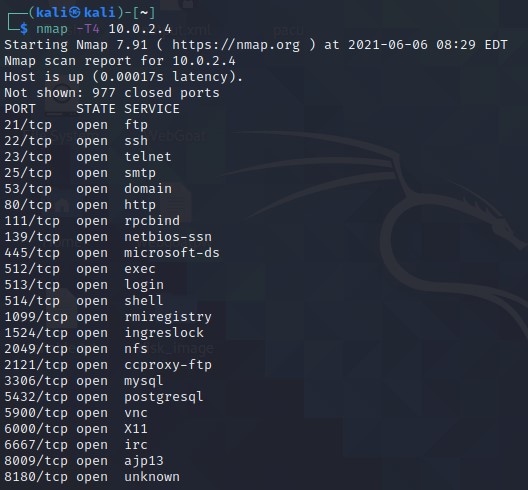 ┌──(kali㉿kali)-[~]
└─$ nmap -T4 10.0.2.4
Starting Nmap 7.91 ( https://nmap.org ) at 2021-06-06 08:29 EDT
Nmap scan report for 10.0.2.4
Host is up (0.00017s latency).
Not shown: 977 closed ports
PORT     STATE SERVICE
21/tcp   open  ftp
22/tcp   open  ssh
23/tcp   open  telnet
25/tcp   open  smtp
53/tcp   open  domain
80/tcp   open  http
111/tcp  open  rpcbind
139/tcp  open  netbios-ssn
445/tcp  open  microsoft-ds
512/tcp  open  exec
513/tcp  open  login
514/tcp  open  shell
1099/tcp open  rmiregistry
1524/tcp open  ingreslock
2049/tcp open  nfs
2121/tcp open  ccproxy-ftp
3306/tcp open  mysql
5432/tcp open  postgresql
5900/tcp open  vnc
6000/tcp open  X11
6667/tcp open  irc
8009/tcp open  ajp13
8180/tcp open  unknown